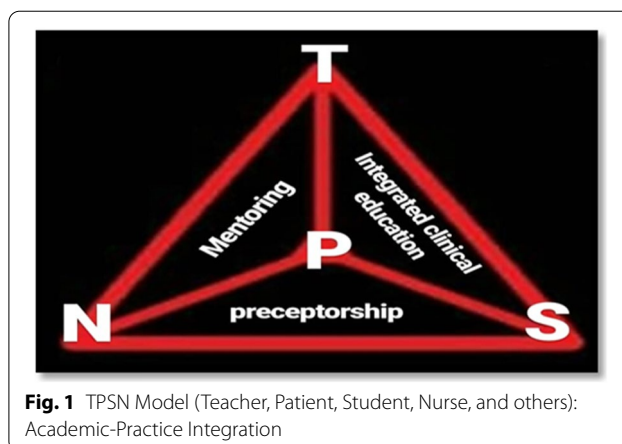 T
Mentoring
Integrated clinical
education
P
preceptorship
N
S
Fig. 1 TPSN Model (Teacher, Patient, Student, Nurse, and others):
Academic-Practice Integration